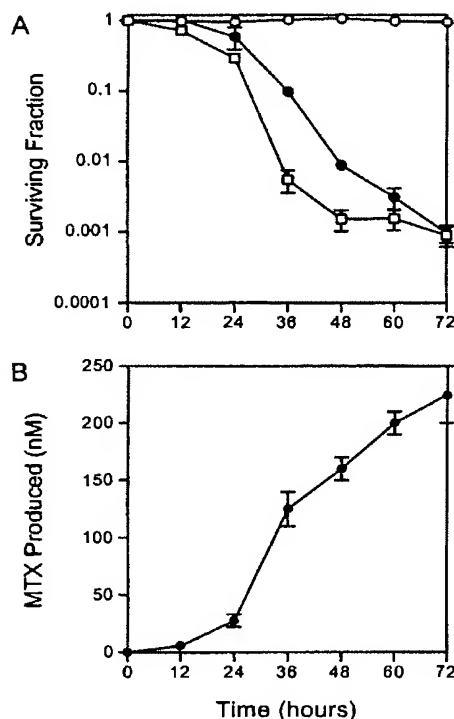 A
Surviving Fraction
1
0.1
0.01
0.001
0.0001
0 12 24 36 48 60 72
B
MTX Produced (nM)
250
200
150
100
50
0
0 12 24 36 48 60 72
Time (hours)